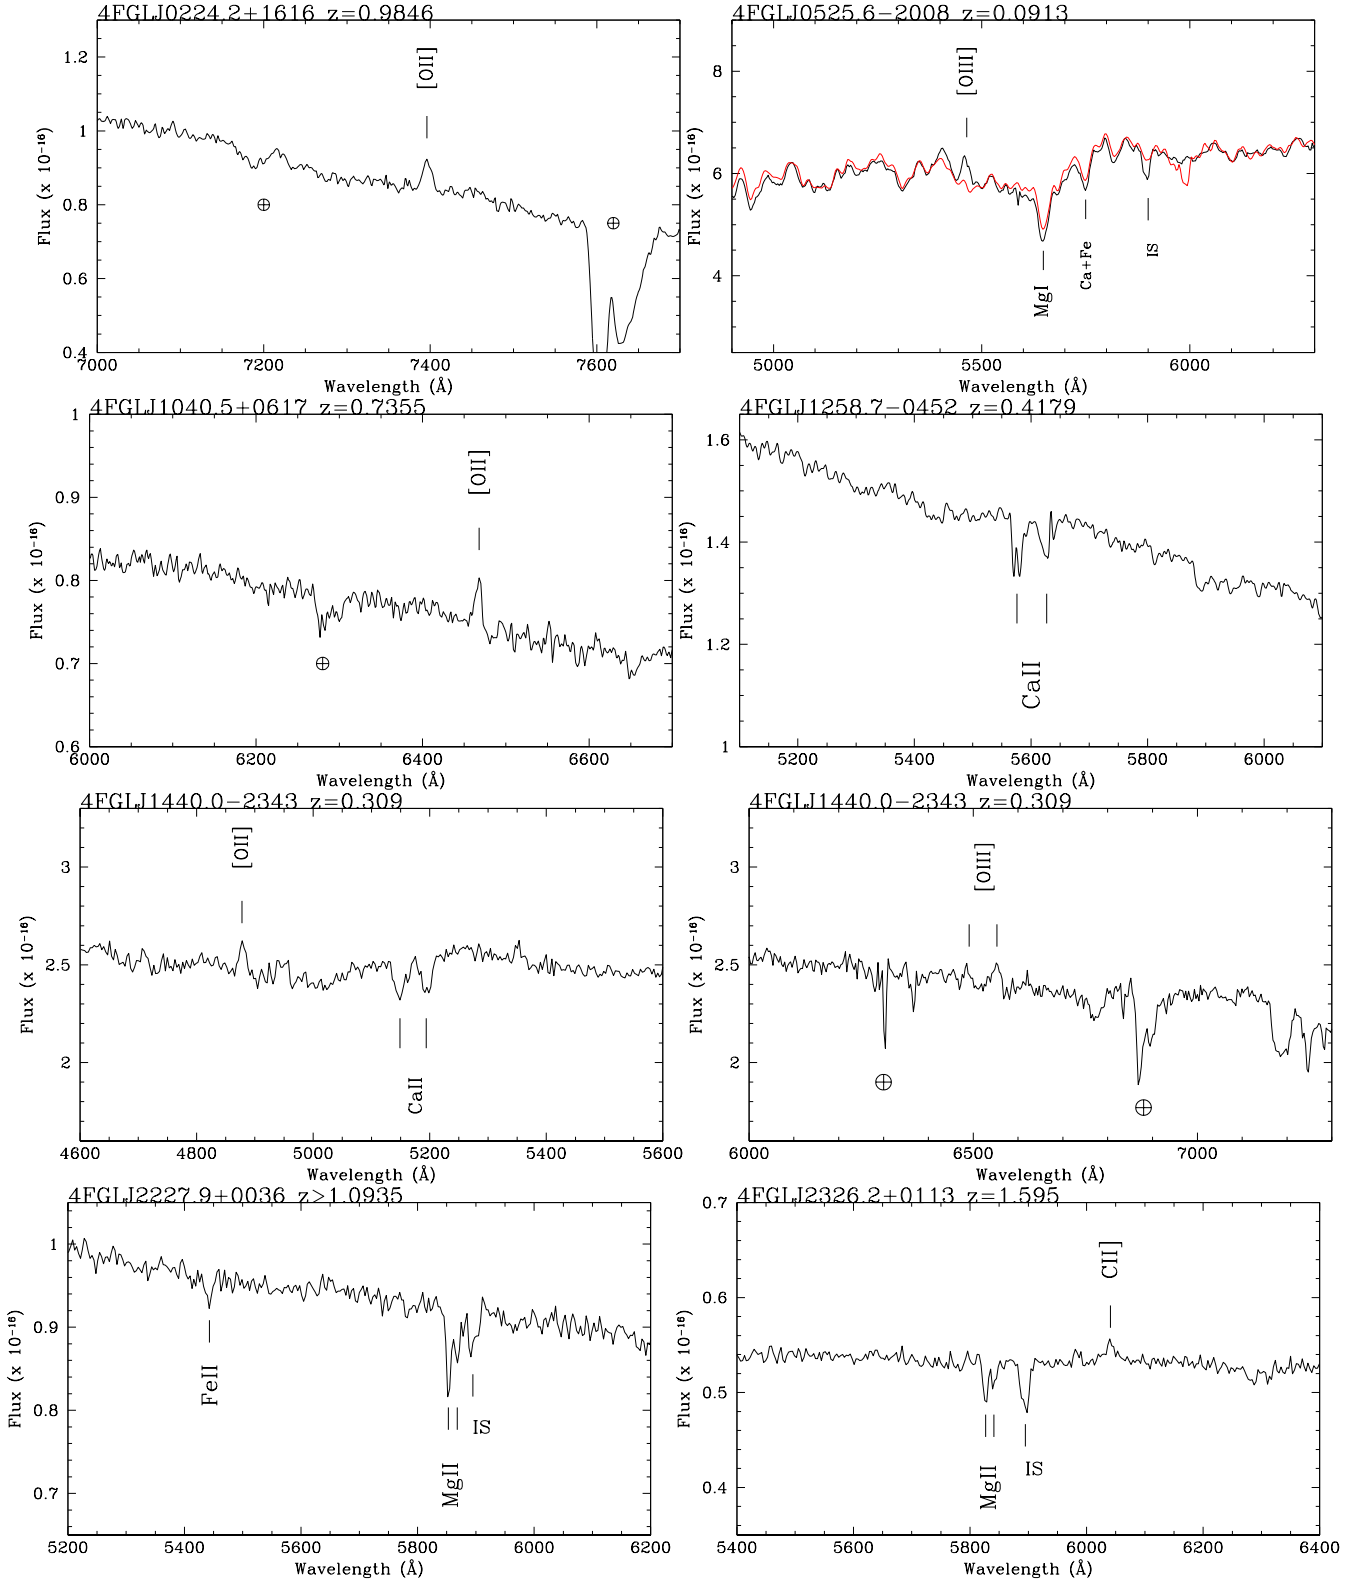 4FGLJ0224.2+1616 z=0.9846
[OII]
1.2
1
0.8
0.6
0.4
Flux (x 10⁻¹⁶)
7000 7200 7400 7600
Wavelength (Å)
4FGLJ0525.6−2008 z=0.0913
[OIII]
8
6
4
Flux (x 10⁻¹⁶)
MgI
Ca+Fe
IS
5000 5500 6000
Wavelength (Å)
4FGLJ1040.5+0617 z=0.7355
[OII]
1
0.9
0.8
0.7
0.6
Flux (x 10⁻¹⁶)
6000 6200 6400 6600
Wavelength (Å)
4FGLJ1258.7−0452 z=0.4179
1.6
1.4
1.2
1
Flux (x 10⁻¹⁶)
CaII
5200 5400 5600 5800 6000
Wavelength (Å)
4FGLJ1440.0−2343 z=0.309
[OII]
3
2.5
2
Flux (x 10⁻¹⁶)
CaII
4600 4800 5000 5200 5400 5600
Wavelength (Å)
4FGLJ1440.0−2343 z=0.309
[OIII]
3
2.5
2
Flux (x 10⁻¹⁶)
6000 6500 7000
Wavelength (Å)
4FGLJ2227.9+0036 z>1.0935
1
0.9
0.8
0.7
Flux (x 10⁻¹⁶)
FeII
MgII
IS
5200 5400 5600 5800 6000 6200
Wavelength (Å)
4FGLJ2326.2+0113 z=1.595
CII]
0.7
0.6
0.5
0.4
Flux (x 10⁻¹⁶)
MgII
IS
5400 5600 5800 6000 6200 6400
Wavelength (Å)